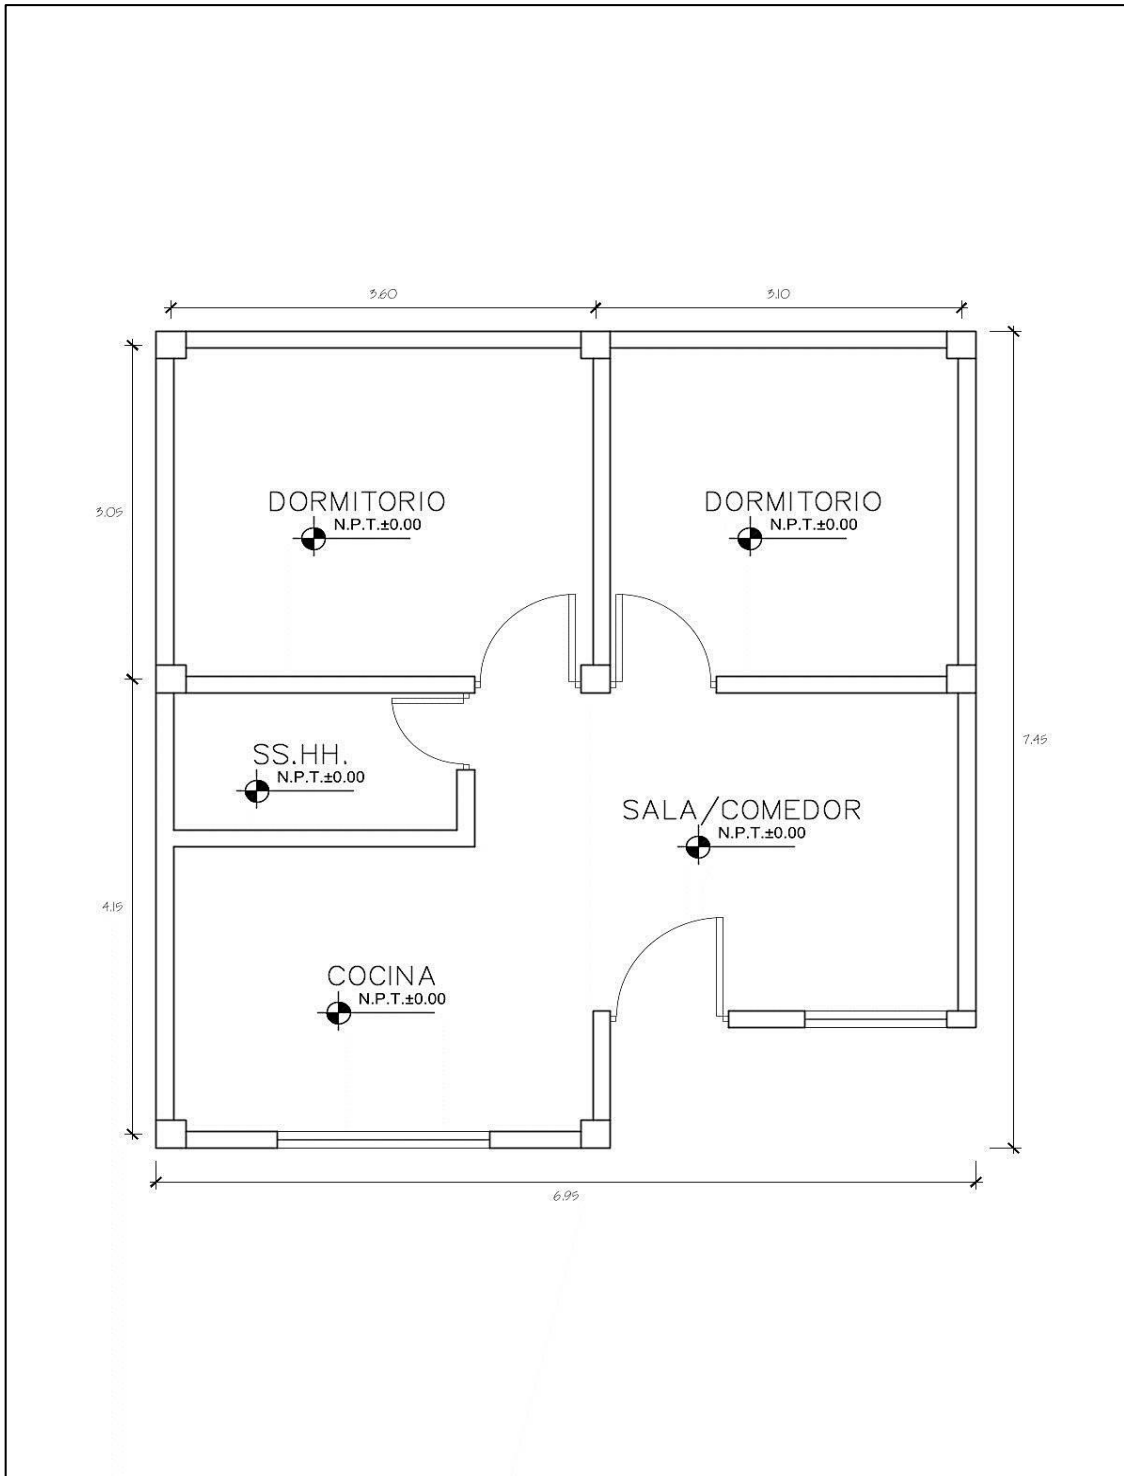 3.60
3.10
3.05
DORMITORIO
N.P.T.±0.00
DORMITORIO
N.P.T.±0.00
7.45
SS.HH.
N.P.T.±0.00
SALA/COMEDOR
N.P.T.±0.00
4.15
COCINA
N.P.T.±0.00
6.95